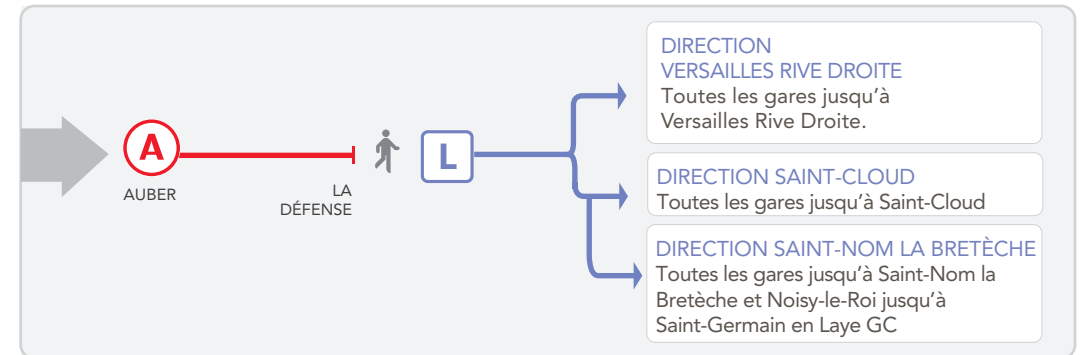 A
AUBER
LA
DÉFENSE
L
DIRECTION
VERSAILLES RIVE DROITE
Toutes les gares jusqu'à
Versailles Rive Droite.
DIRECTION SAINT-CLOUD
Toutes les gares jusqu'à Saint-Cloud
DIRECTION SAINT-NOM LA BRETÈCHE
Toutes les gares jusqu'à Saint-Nom la
Bretèche et Noisy-le-Roi jusqu'à
Saint-Germain en Laye GC